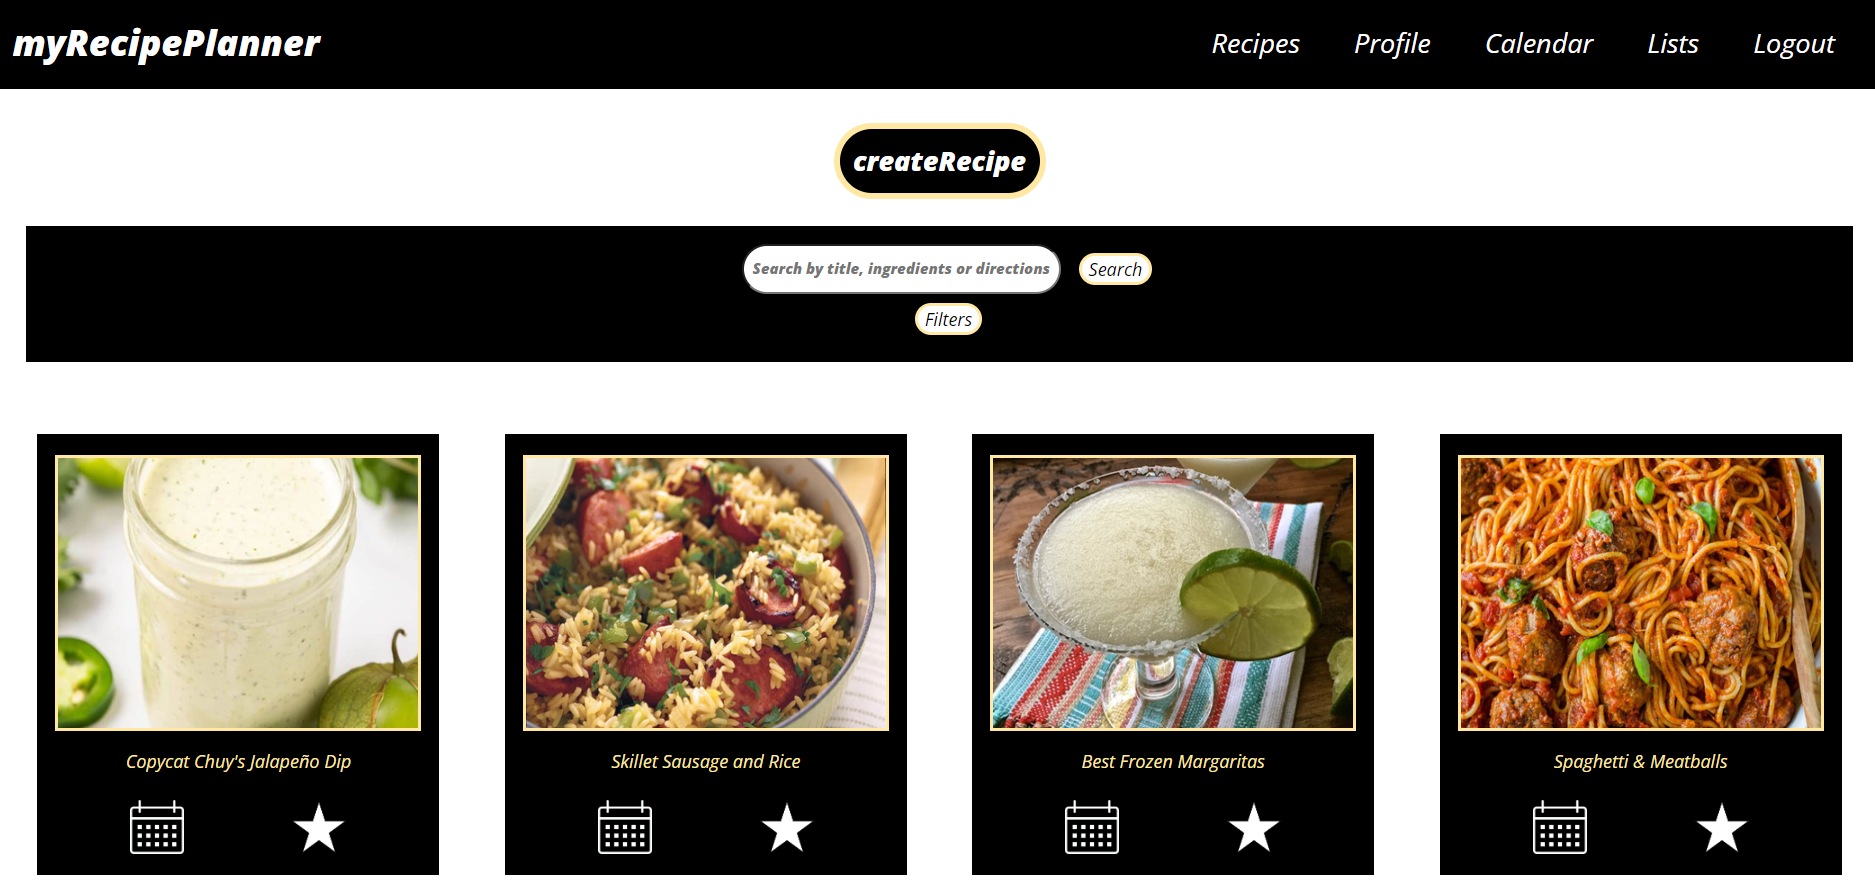 myRecipePlanner
Recipes Profile Calendar Lists Logout
createRecipe
Search by title, ingredients or directions Search
Filters
Copycat Chuy's Jalapeño Dip
Skillet Sausage and Rice
Best Frozen Margaritas
Spaghetti & Meatballs